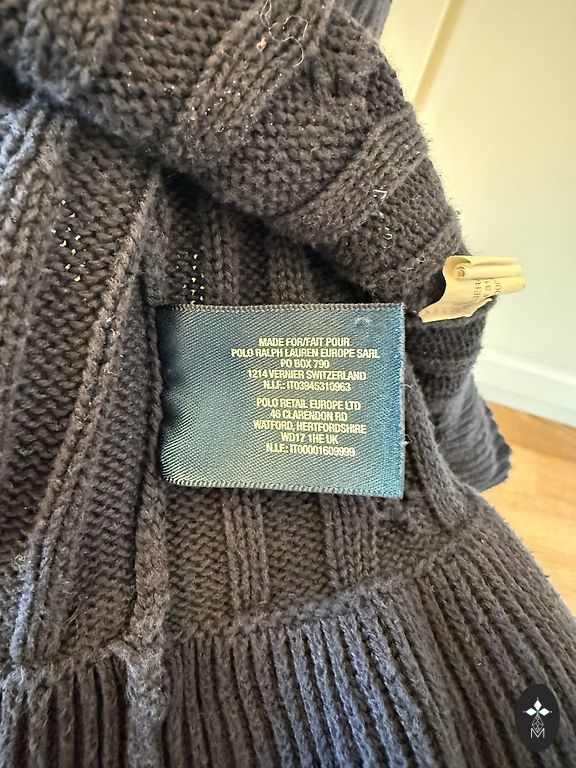 MADE FOR/FAIT POUR
POLO RALPH LAUREN EUROPE SARL
PO BOX 790
1214 VERNIER SWITZERLAND
N.I.F.: IT03945310963
POLO RETAIL EUROPE LTD
46 CLARENDON RD
WATFORD, HERTFORDSHIRE
WD17 1HE UK
N.I.F: IT00001609999